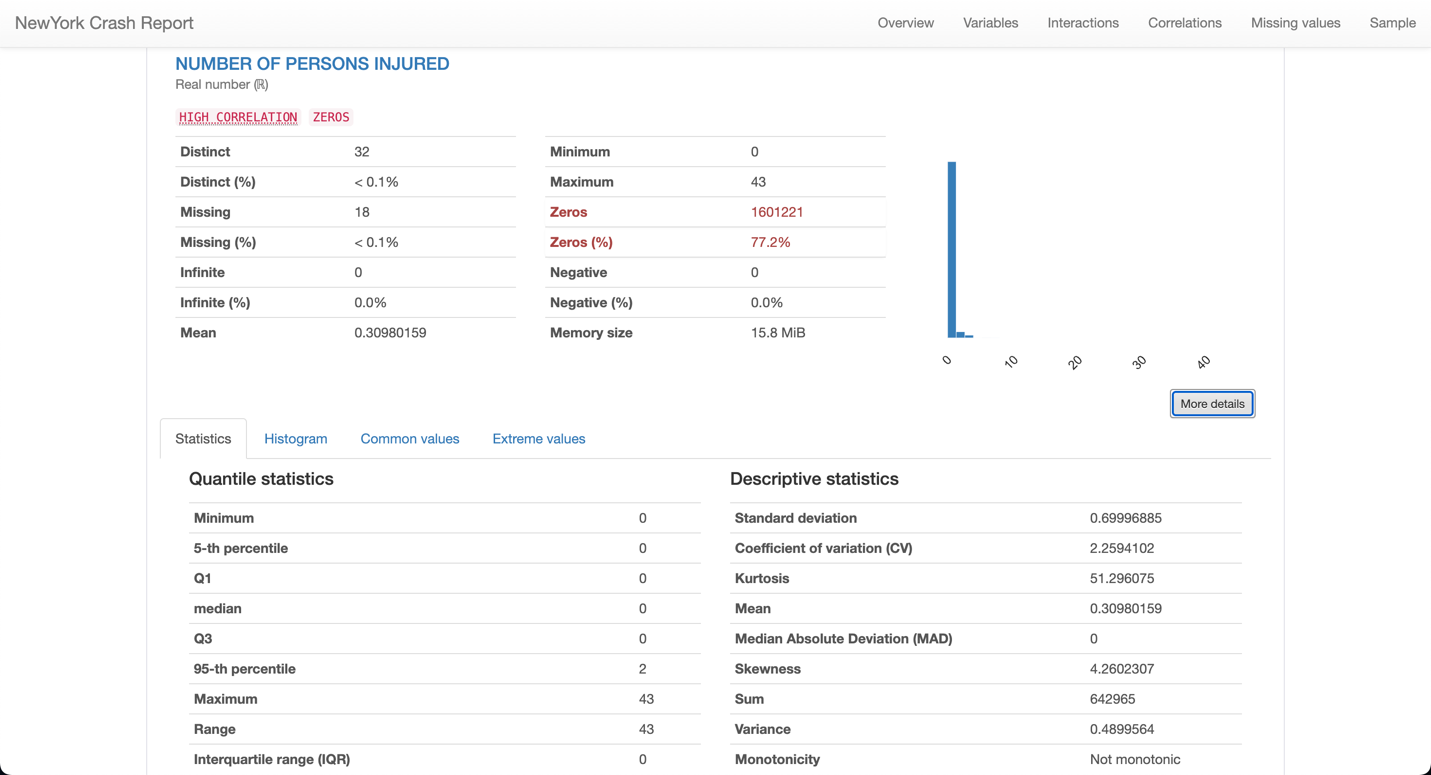 NewYork Crash Report
Overview Variables Interactions Correlations Missing values Sample
NUMBER OF PERSONS INJURED
Real number (ℝ)
HIGH CORRELATION ZEROS
Distinct 32
Distinct (%) < 0.1%
Missing 18
Missing (%) < 0.1%
Infinite 0
Infinite (%) 0.0%
Mean 0.30980159
Minimum 0
Maximum 43
Zeros 1601221
Zeros (%) 77.2%
Negative 0
Negative (%) 0.0%
Memory size 15.8 MiB
0 10 20 30 40
More details
Statistics Histogram Common values Extreme values
Quantile statistics
Minimum 0
5-th percentile 0
Q1 0
median 0
Q3 0
95-th percentile 2
Maximum 43
Range 43
Interquartile range (IQR) 0
Descriptive statistics
Standard deviation 0.69996885
Coefficient of variation (CV) 2.2594102
Kurtosis 51.296075
Mean 0.30980159
Median Absolute Deviation (MAD) 0
Skewness 4.2602307
Sum 642965
Variance 0.4899564
Monotonicity Not monotonic